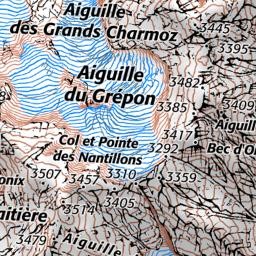 Aiguille
des Grands Charmoz
3445
3395
Aiguille
du Grépon
3482
3385
3409
3417
Aiguill
Col et Pointe
des Nantillons
3292
Bec d'O
onix
3507
3457
3310
3359
aitière
3514
3405
3479
Aiguille